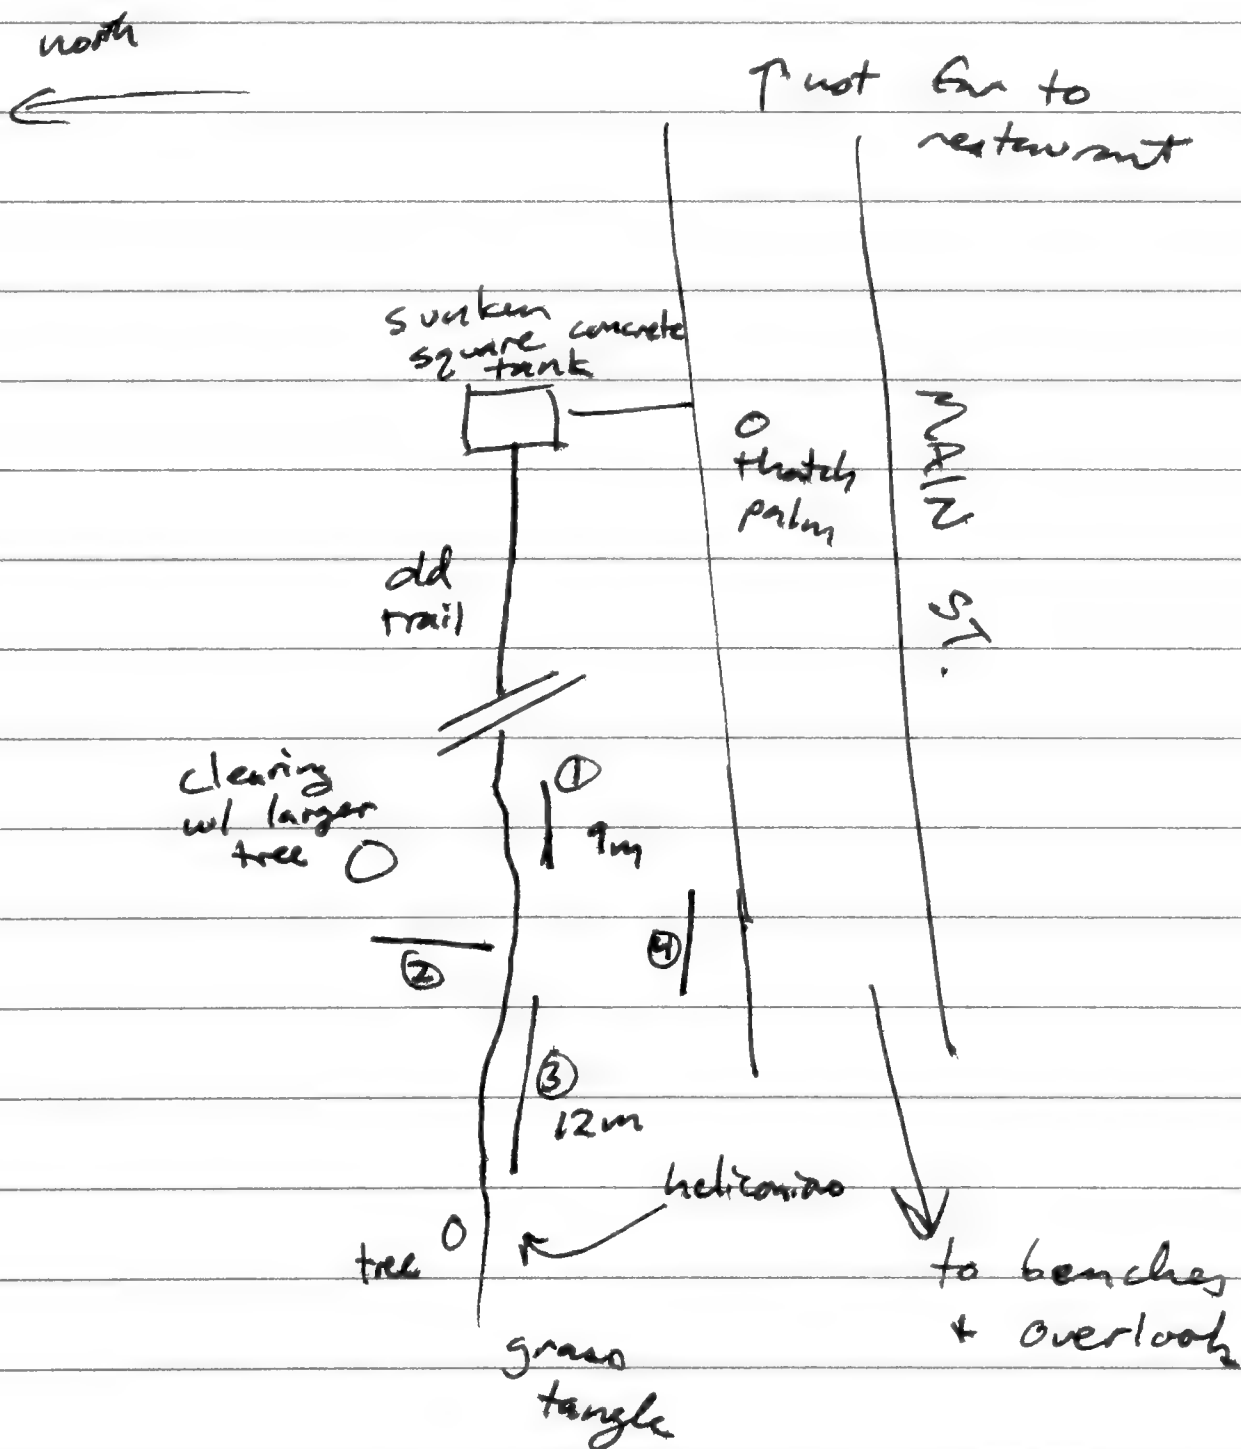 north
↑ not far to
restaurant
sunken
square concrete
tank
thatch
palm
MAIN ST.
old
trail
clearing
w/ larger
tree
①
9m
②
④
③
12m
heliconias
tree
to benches
+ overlook
grass
tangle